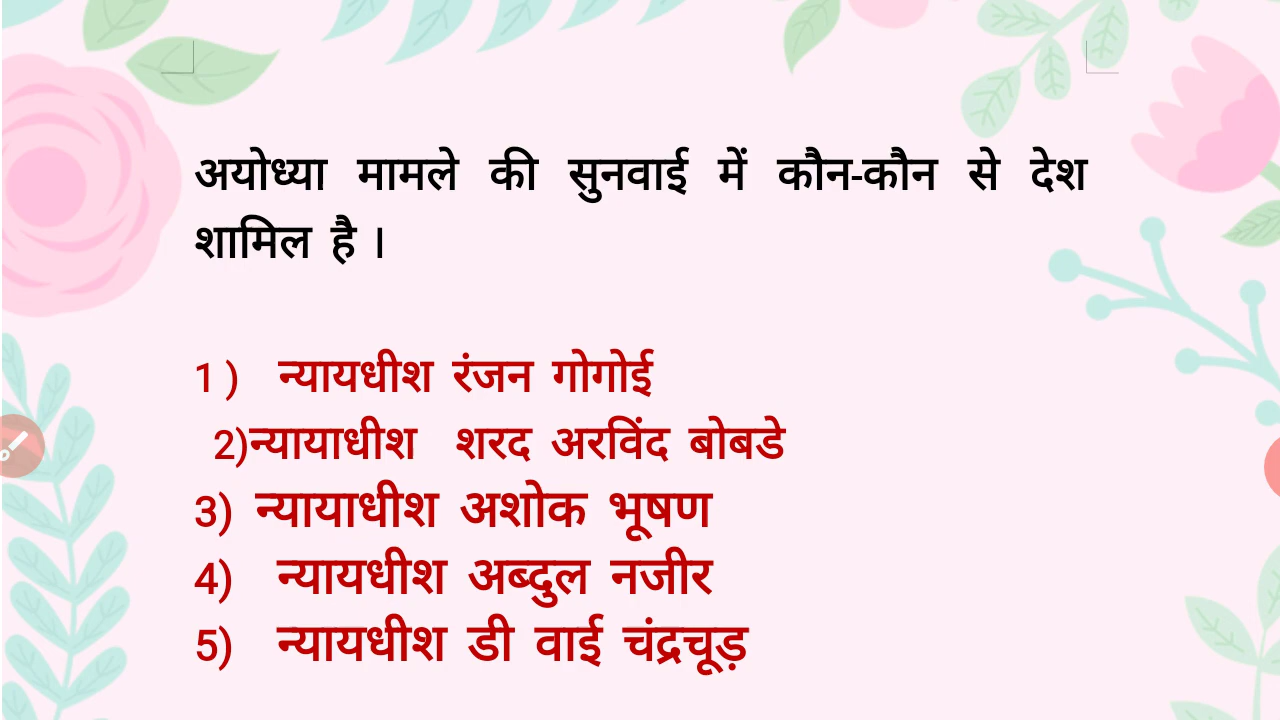 अयोध्या मामले की सुनवाई में कौन-कौन से देश
शामिल है ।
1 ) न्यायधीश रंजन गोगोई
2)न्यायाधीश शरद अरविंद बोबडे
3) न्यायाधीश अशोक भूषण
4) न्यायधीश अब्दुल नजीर
5) न्यायधीश डी वाई चंद्रचूड़